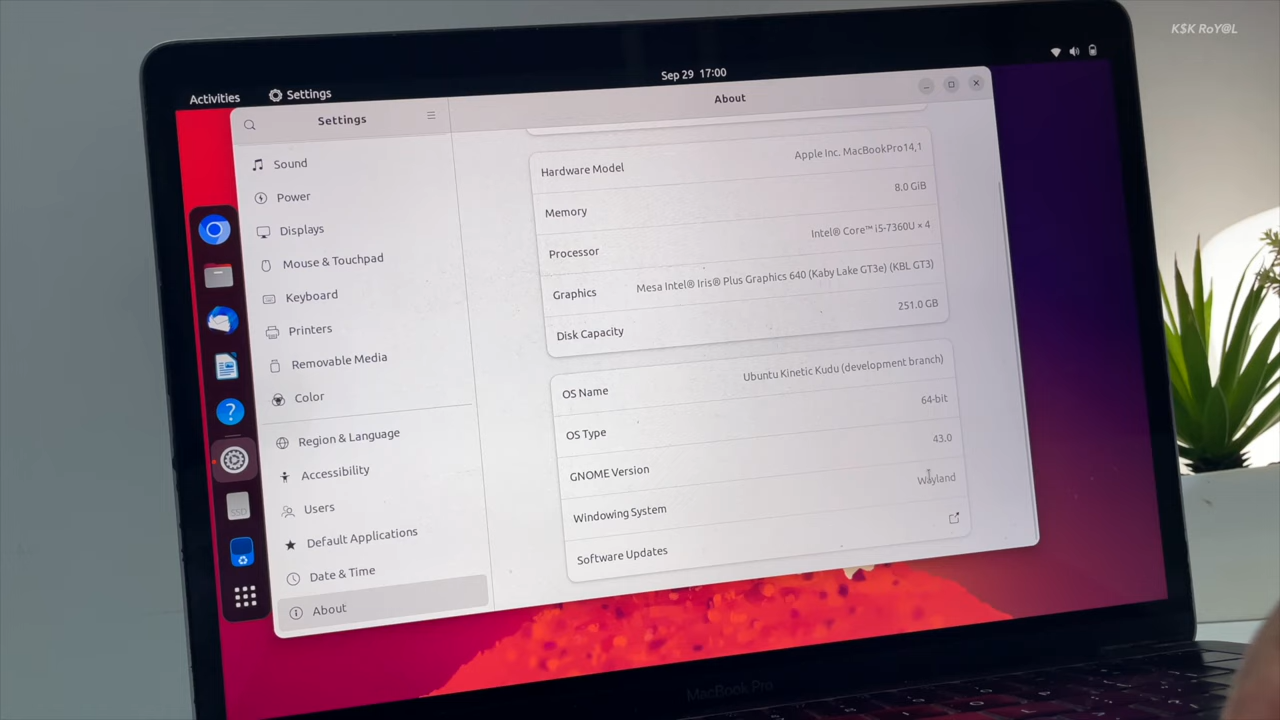 K$K RoY@L
Sep 29 17:00
Activities
Settings
Settings
About
Sound
Power
Displays
Mouse & Touchpad
Keyboard
Printers
Removable Media
Color
Region & Language
Accessibility
Users
Default Applications
Date & Time
About
Hardware Model
Apple Inc. MacBookPro14,1
Memory
8.0 GiB
Processor
Intel® Core™ i5-7360U × 4
Graphics
Mesa Intel® Iris® Plus Graphics 640 (Kaby Lake GT3e) (KBL GT3)
Disk Capacity
251.0 GB
OS Name
Ubuntu Kinetic Kudu (development branch)
OS Type
64-bit
GNOME Version
43.0
Windowing System
Wayland
Software Updates
SSD
MacBook Pro